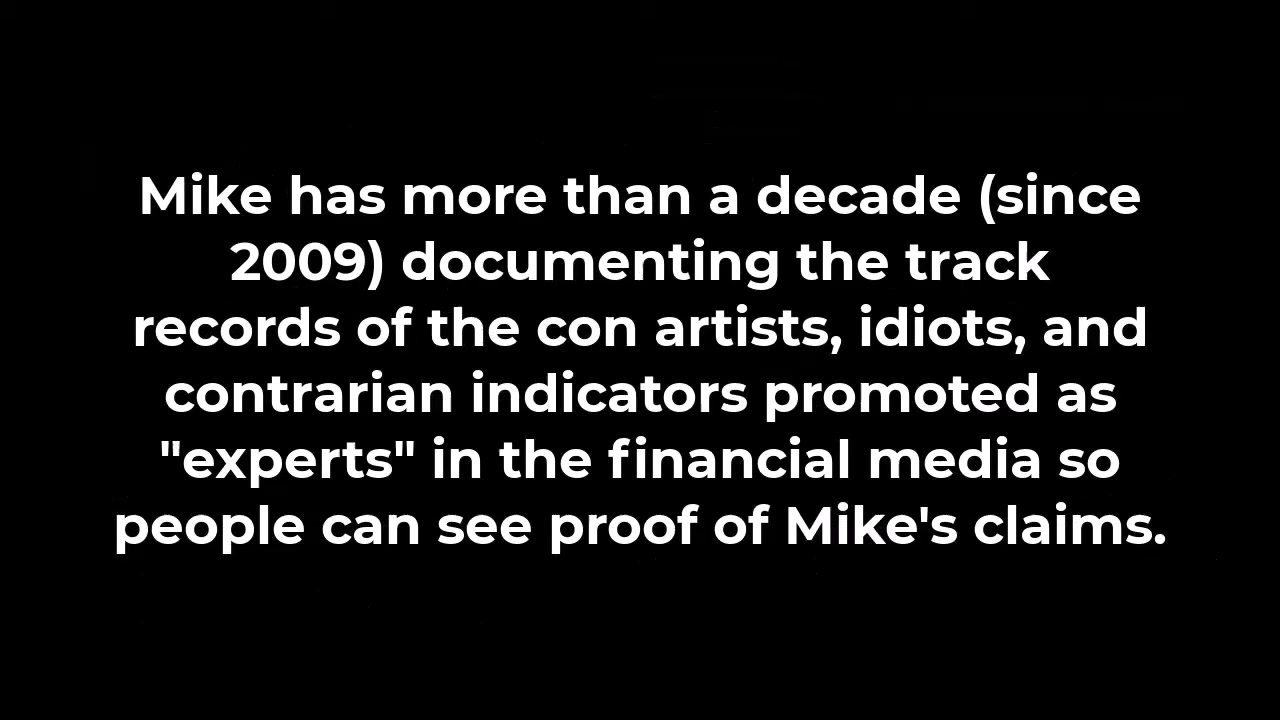 Mike has more than a decade (since
2009) documenting the track
records of the con artists, idiots, and
contrarian indicators promoted as
"experts" in the financial media so
people can see proof of Mike's claims.